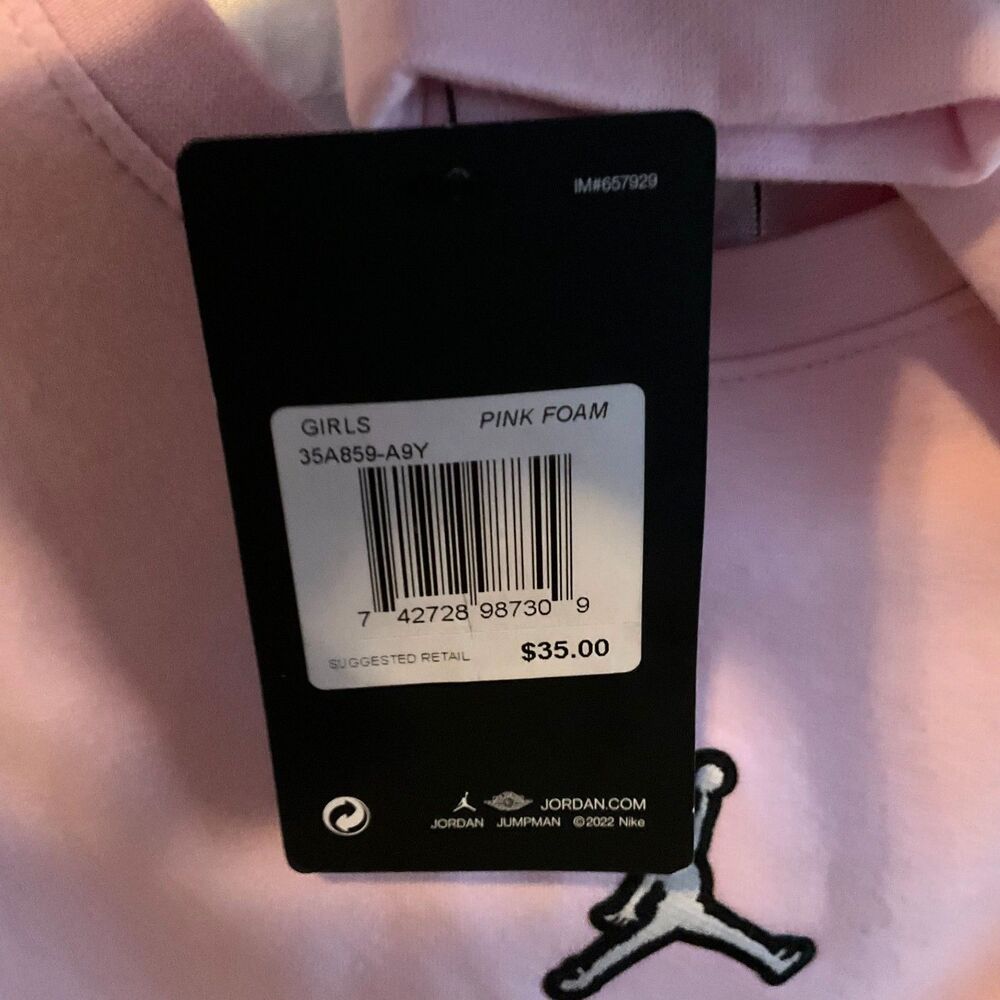 IM#657929
GIRLS PINK FOAM
35A859-A9Y
7 42728 98730 9
SUGGESTED RETAIL $35.00
JORDAN.COM
JORDAN JUMPMAN ©2022 Nike